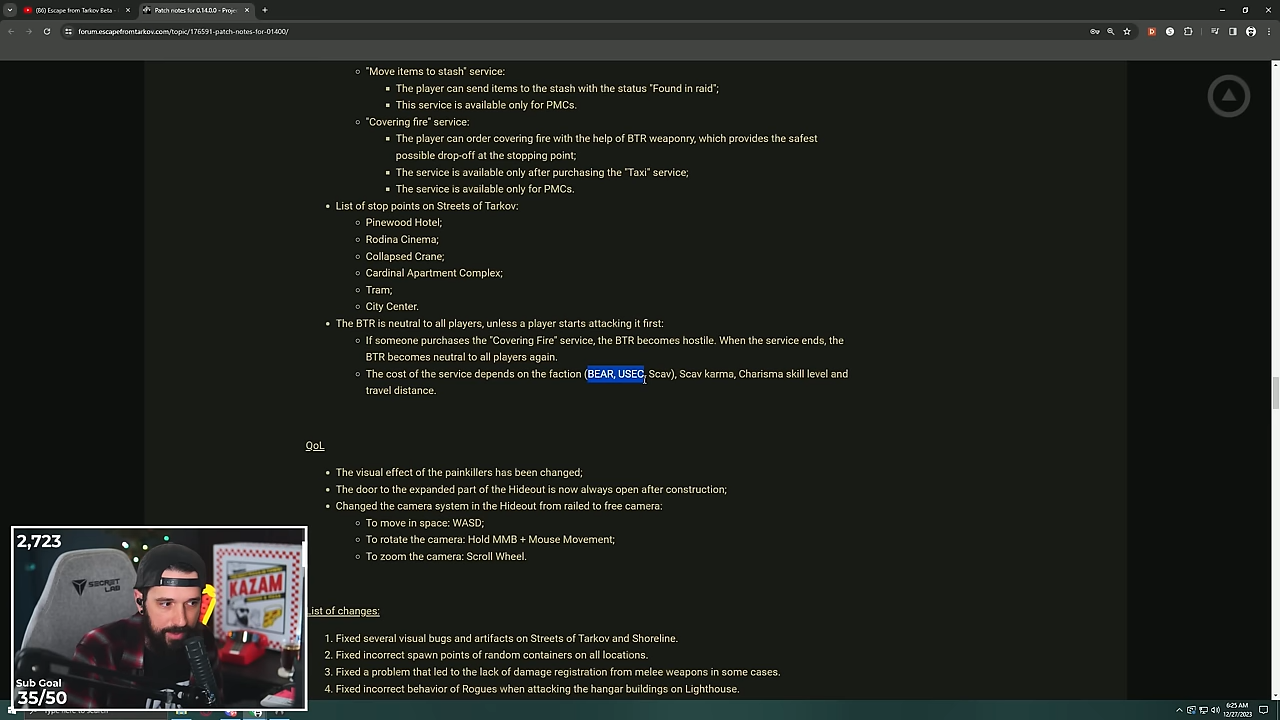 (86) Escape from Tarkov Beta -
Patch notes for 0.14.0.0 - Proje
forum.escapefromtarkov.com/topic/176591-patch-notes-for-01400/
"Move items to stash" service:
The player can send items to the stash with the status "Found in raid";
This service is available only for PMCs.
"Covering fire" service:
The player can order covering fire with the help of BTR weaponry, which provides the safest
possible drop-off at the stopping point;
The service is available only after purchasing the "Taxi" service;
The service is available only for PMCs.
List of stop points on Streets of Tarkov:
Pinewood Hotel;
Rodina Cinema;
Collapsed Crane;
Cardinal Apartment Complex;
Tram;
City Center.
The BTR is neutral to all players, unless a player starts attacking it first:
If someone purchases the "Covering Fire" service, the BTR becomes hostile. When the service ends, the
BTR becomes neutral to all players again.
The cost of the service depends on the faction (BEAR, USEC, Scav), Scav karma, Charisma skill level and
travel distance.
QoL
The visual effect of the painkillers has been changed;
The door to the expanded part of the Hideout is now always open after construction;
Changed the camera system in the Hideout from railed to free camera:
To move in space: WASD;
To rotate the camera: Hold MMB + Mouse Movement;
To zoom the camera: Scroll Wheel.
List of changes:
1. Fixed several visual bugs and artifacts on Streets of Tarkov and Shoreline.
2. Fixed incorrect spawn points of random containers on all locations.
3. Fixed a problem that led to the lack of damage registration from melee weapons in some cases.
4. Fixed incorrect behavior of Rogues when attacking the hangar buildings on Lighthouse.
2,723
SECRET
LAB
KAZAM
Sub Goal
35/50
6:25 AM
12/27/2023